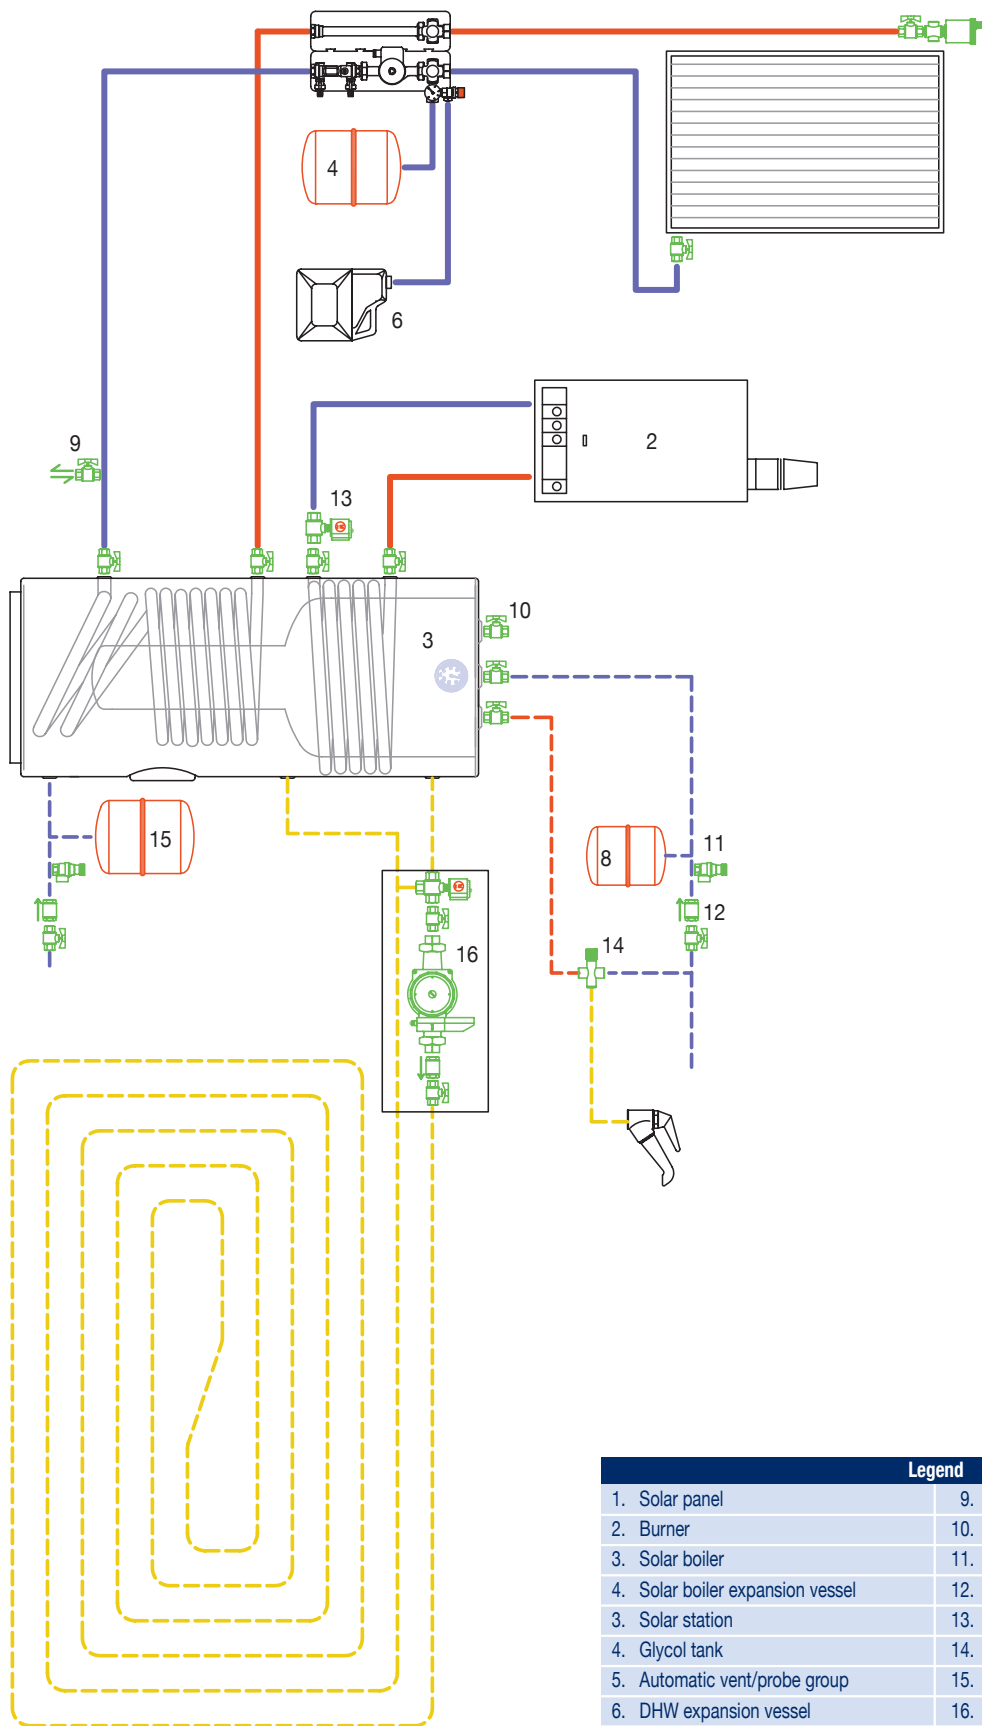 4
6
9
2
13
10
3
15
8
11
12
16
14
Legend
1. Solar panel 9.
2. Burner 10.
3. Solar boiler 11.
4. Solar boiler expansion vessel 12.
3. Solar station 13.
4. Glycol tank 14.
5. Automatic vent/probe group 15.
6. DHW expansion vessel 16.